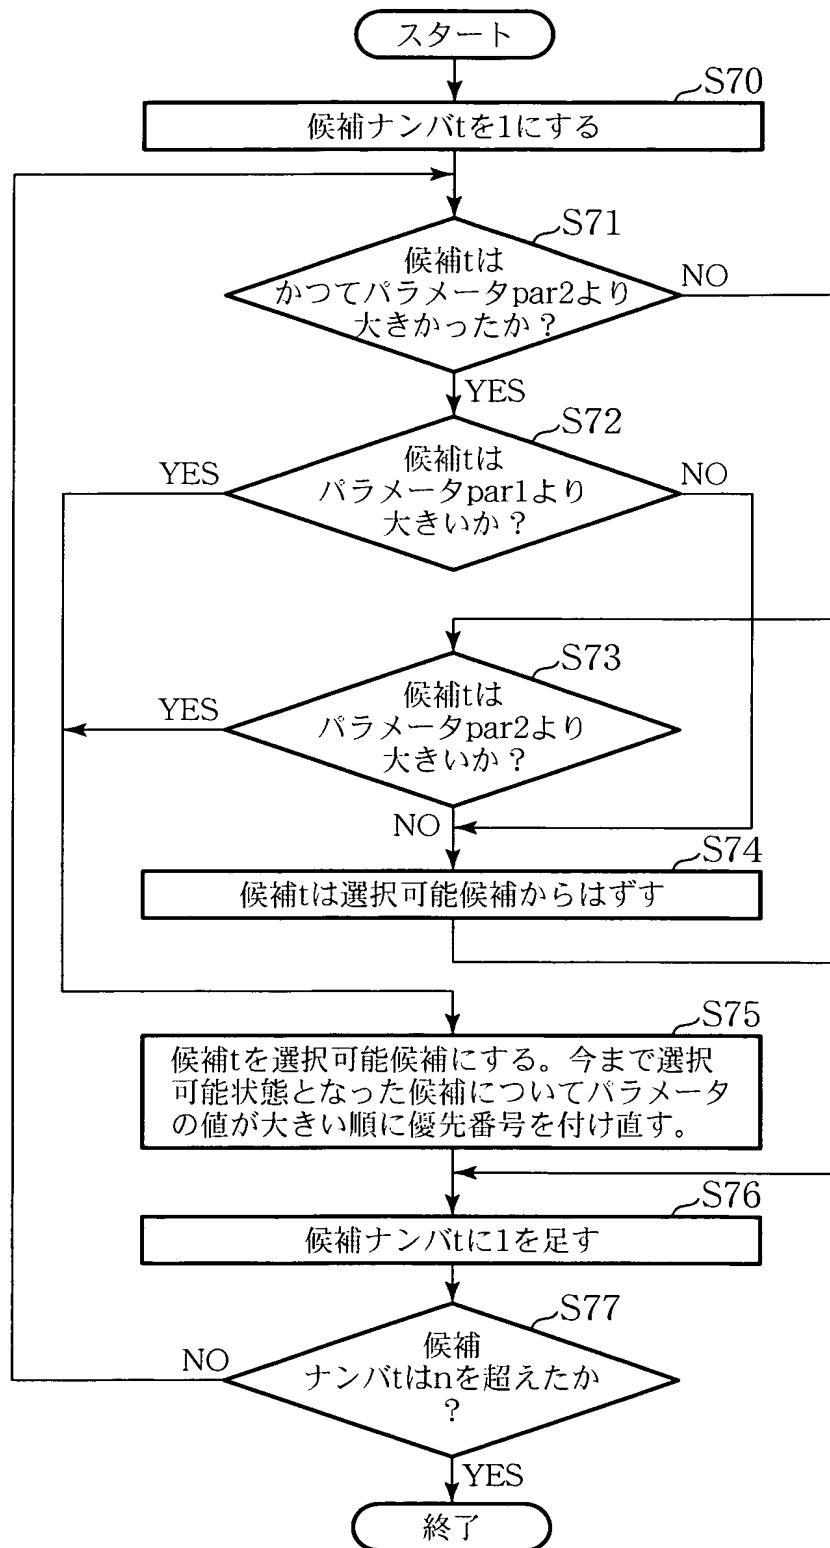 スタート
S70
候補ナンバtを1にする
S71
候補tは
かつてパラメータpar2より
大きかったか？
NO
YES
S72
候補tは
パラメータpar1より
大きいか？
YES
NO
S73
候補tは
パラメータpar2より
大きいか？
YES
NO
S74
候補tは選択可能候補からはずす
S75
候補tを選択可能候補にする。今まで選択
可能状態となった候補についてパラメータ
の値が大きい順に優先番号を付け直す。
S76
候補ナンバtに1を足す
S77
候補
ナンバtはnを超えたか
？
NO
YES
終了